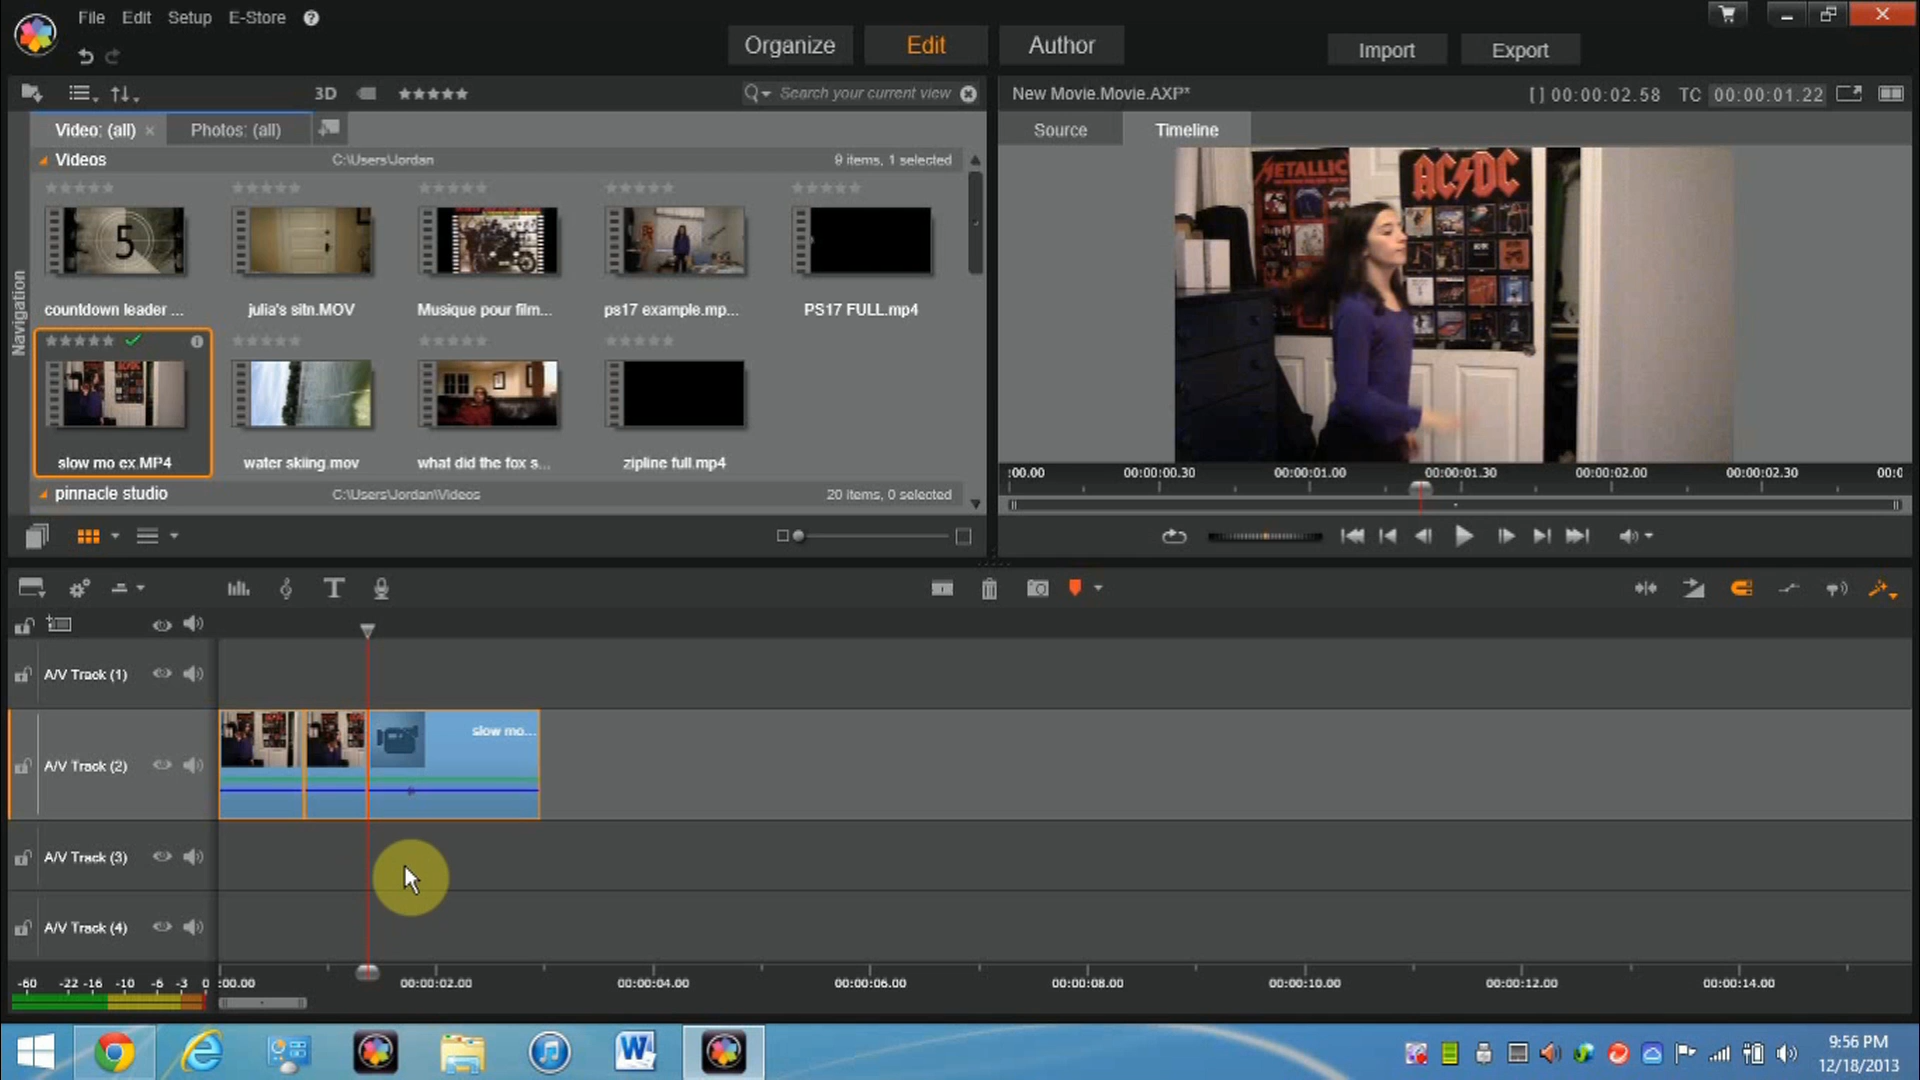 File Edit Setup E-Store ?
Organize Edit Author
Import Export
3D
Search your current view
New Movie.Movie.AXP*
[ ] 00:00:02.58 TC 00:00:01.22
Video: (all) × Photos: (all)
Source Timeline
Videos C:\Users\Jordan 9 items, 1 selected
METALLIC
AC/DC
5
countdown leader ... julia's sitn.MOV Musique pour film... ps17 example.mp... PS17 FULL.mp4
Navigation
slow mo ex.MP4 water skiing.mov what did the fox s... zipline full.mp4
pinnacle studio C:\Users\Jordan\Videos 20 items, 0 selected
:00.00 00:00:00.30 00:00:01.00 00:00:01.30 00:00:02.00 00:00:02.30 00:0
T
A/V Track (1)
slow mo...
A/V Track (2)
A/V Track (3)
A/V Track (4)
-60 -22 -16 -10 -6 -3 0 :00.00 00:00:02.00 00:00:04.00 00:00:06.00 00:00:08.00 00:00:10.00 00:00:12.00 00:00:14.00
9:56 PM
12/18/2013